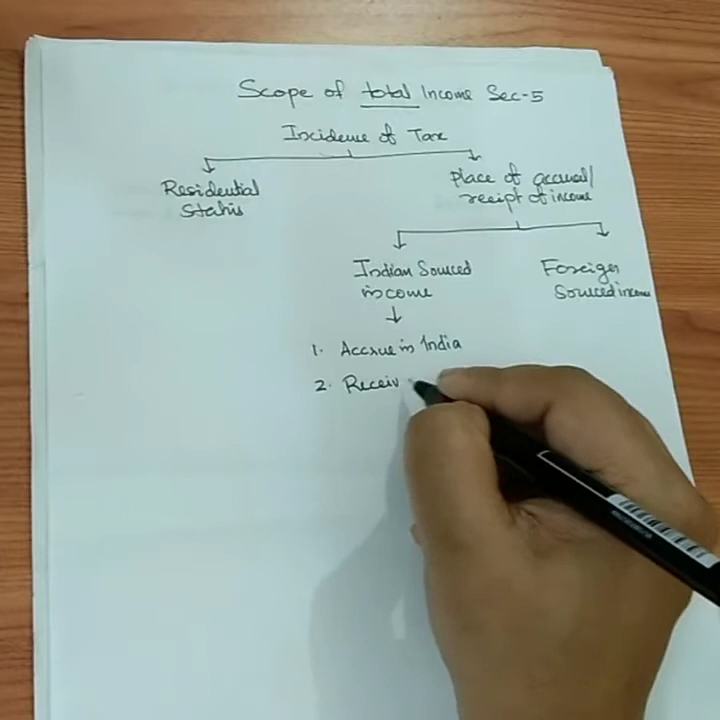 Scope of total Income Sec-5
Incidence of Tax
Residential
Status
Place of accrual/
receipt of income
Indian Sourced
income
Foreign
Sourced income
1. Accrue in India
2. Receiv